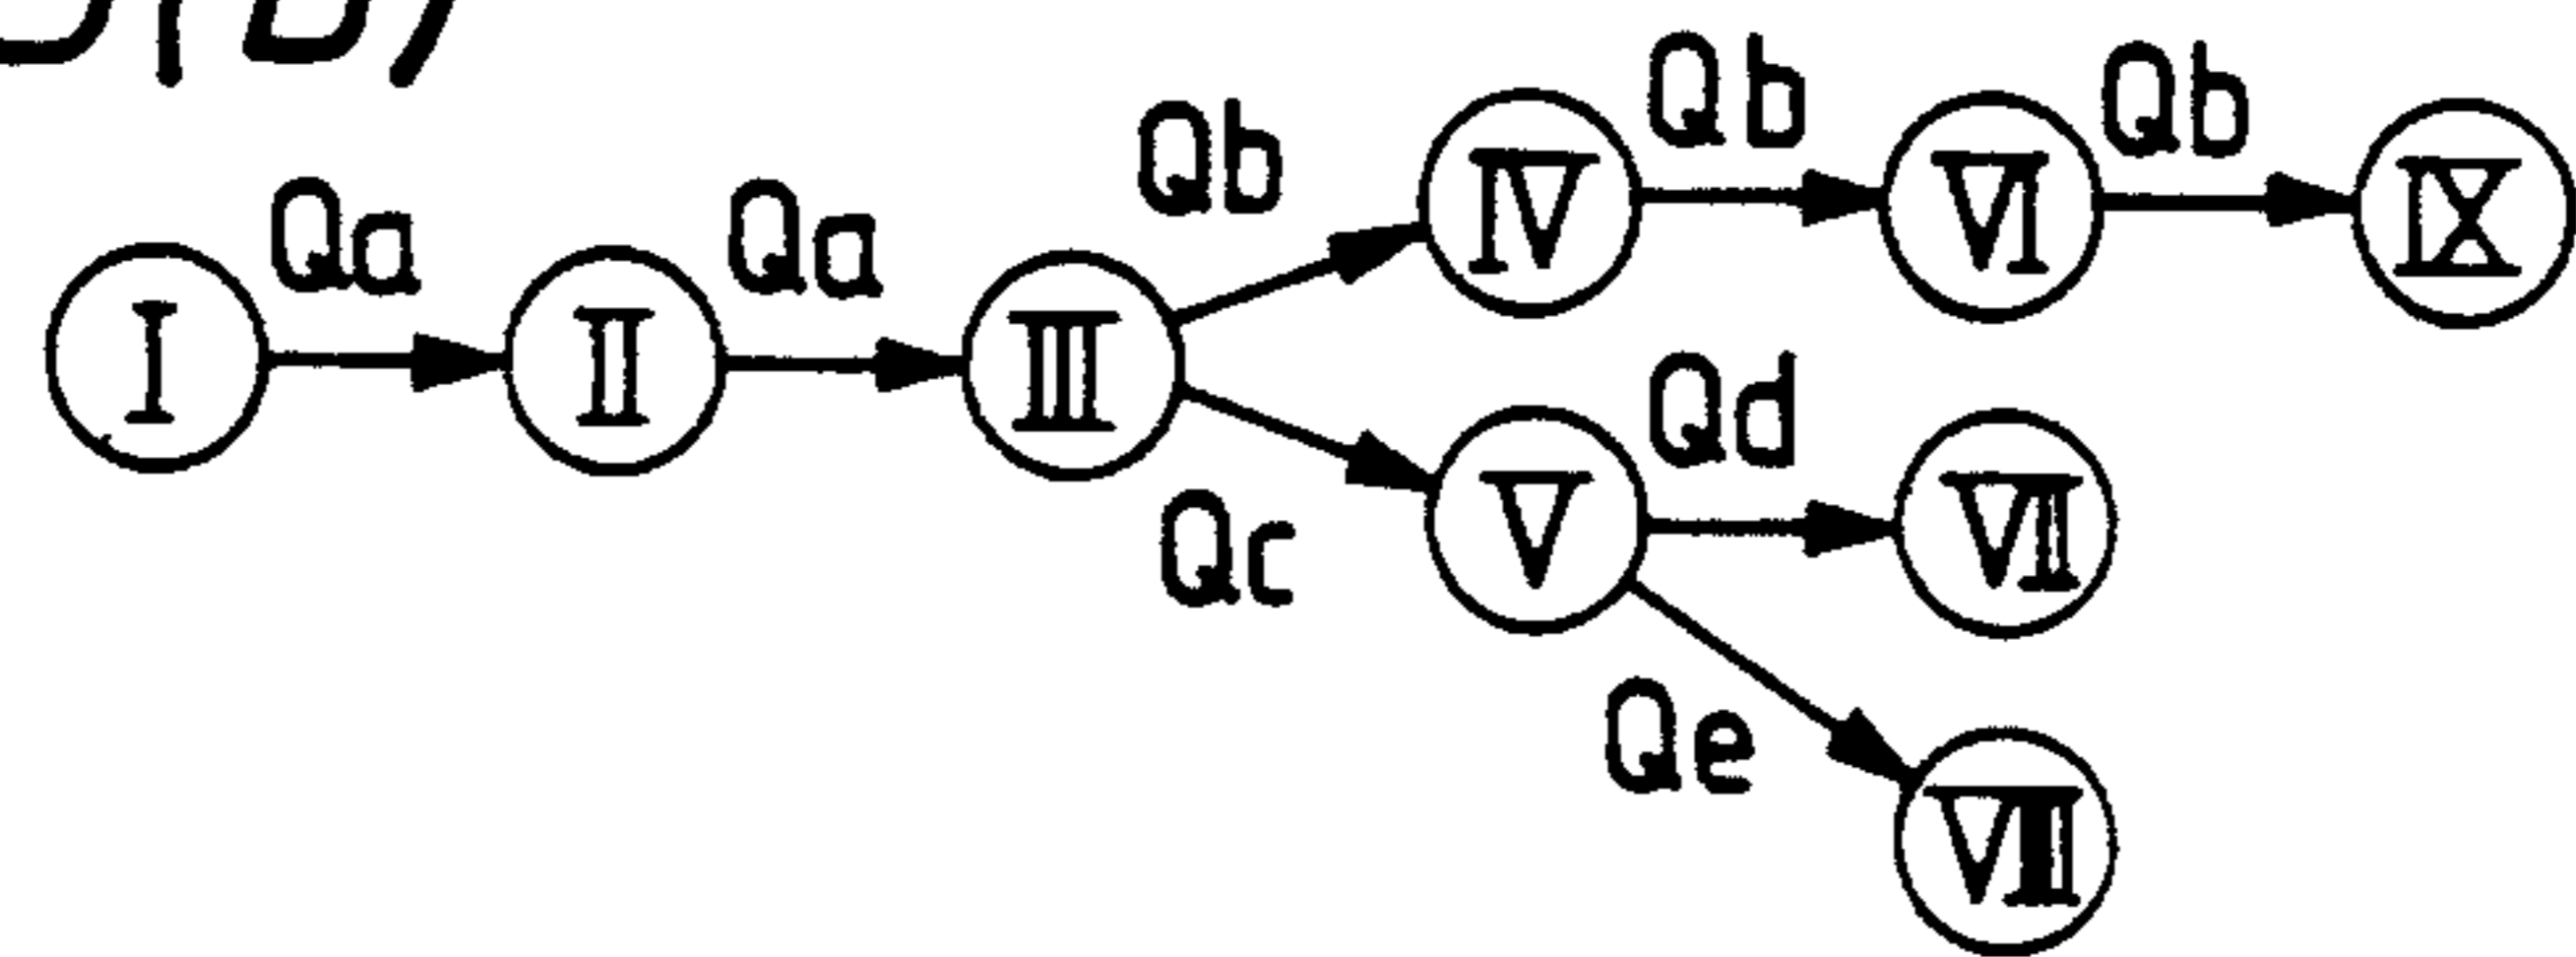 Qb Qb Qb
Qa Qa
I II III IV VI IX
Qd
Qc V VII
Qe
VIII